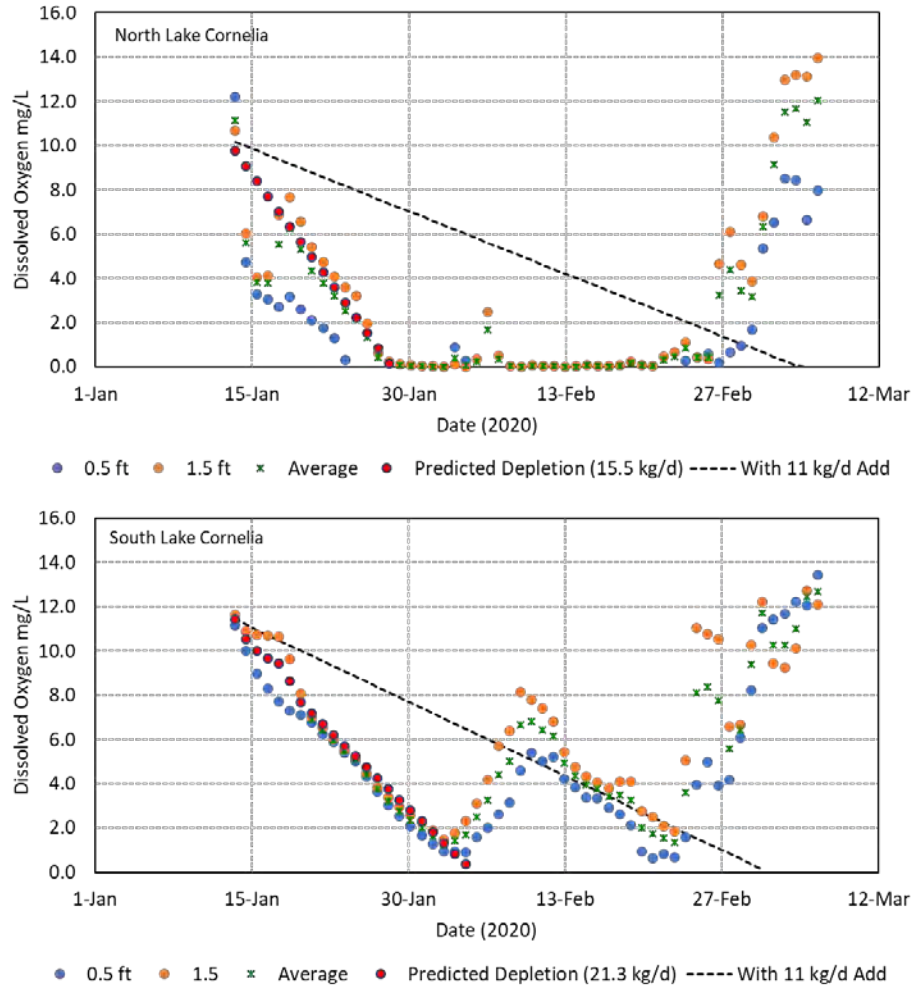 16.0
North Lake Cornelia
14.0
12.0
10.0
8.0
6.0
4.0
2.0
0.0
Dissolved Oxygen mg/L
1-Jan 15-Jan 30-Jan 13-Feb 27-Feb 12-Mar
Date (2020)
0.5 ft 1.5 ft Average Predicted Depletion (15.5 kg/d) With 11 kg/d Add
16.0
South Lake Cornelia
14.0
12.0
10.0
8.0
6.0
4.0
2.0
0.0
Dissolved Oxygen mg/L
1-Jan 15-Jan 30-Jan 13-Feb 27-Feb 12-Mar
Date (2020)
0.5 ft 1.5 Average Predicted Depletion (21.3 kg/d) With 11 kg/d Add